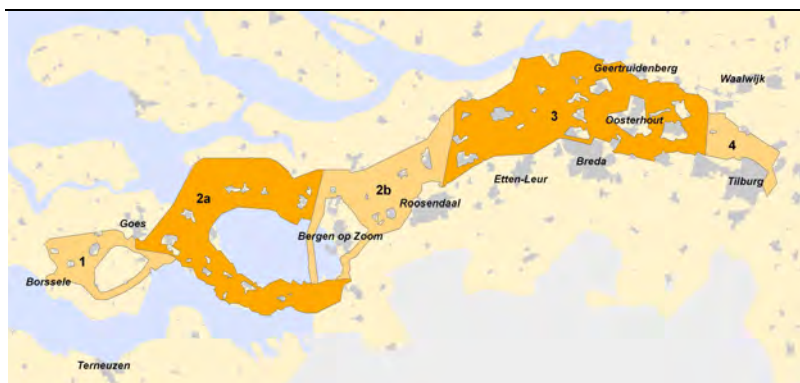 Geertruidenberg
Waalwijk
3
Oosterhout
4
Breda
Etten-Leur
Tilburg
2a
2b
Roosendaal
Goes
Bergen op Zoom
1
Borssele
Terneuzen